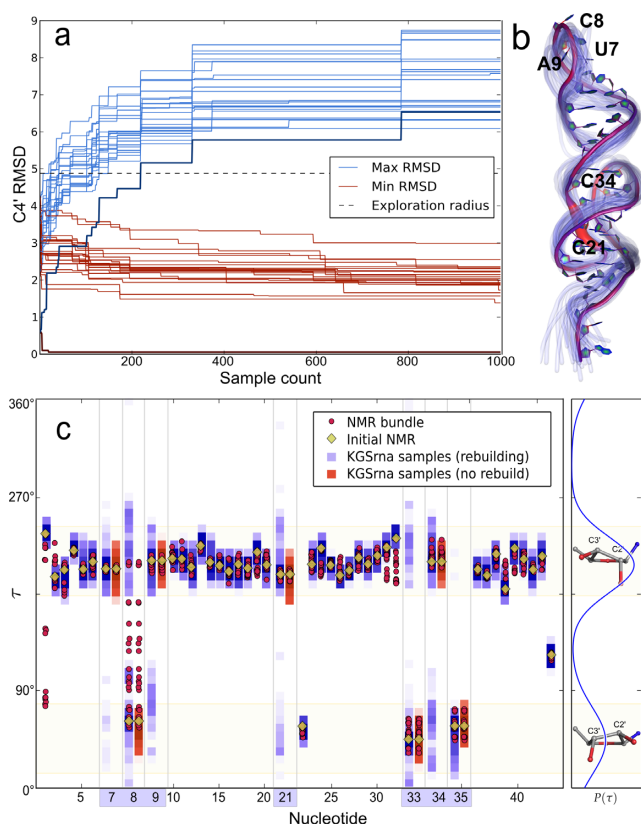 a
9
8
7
6
5
4
3
2
1
0
C4' RMSD
Max RMSD
Min RMSD
Exploration radius
200
400
600
800
1000
Sample count
b
C8
U7
A9
C34
C21
c
360°
270°
τ
90°
0°
NMR bundle
Initial NMR
KGSrna samples (rebuilding)
KGSrna samples (no rebuild)
5
7
8
9
10
15
20
21
25
30
33
34
35
40
Nucleotide
C3'
C2'
C3'
C2'
P(τ)